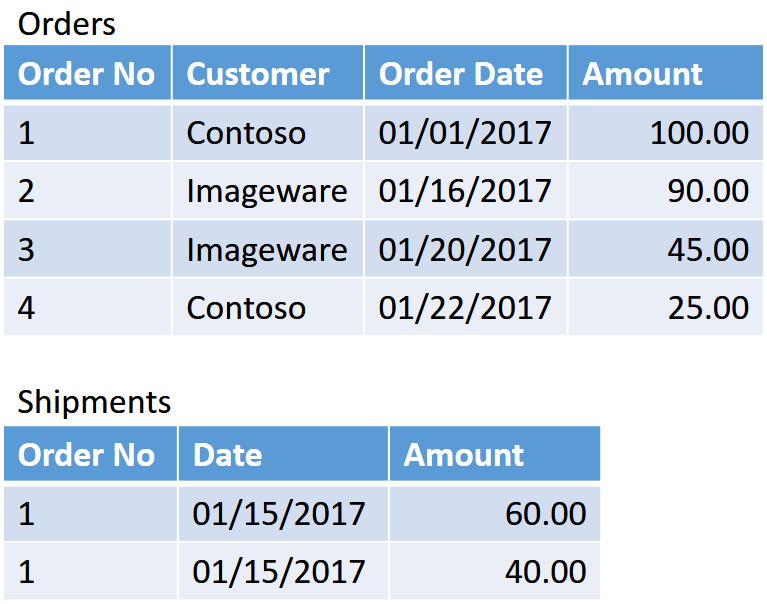 Orders
Order No Customer Order Date Amount
1 Contoso 01/01/2017 100.00
2 Imageware 01/16/2017 90.00
3 Imageware 01/20/2017 45.00
4 Contoso 01/22/2017 25.00
Shipments
Order No Date Amount
1 01/15/2017 60.00
1 01/15/2017 40.00